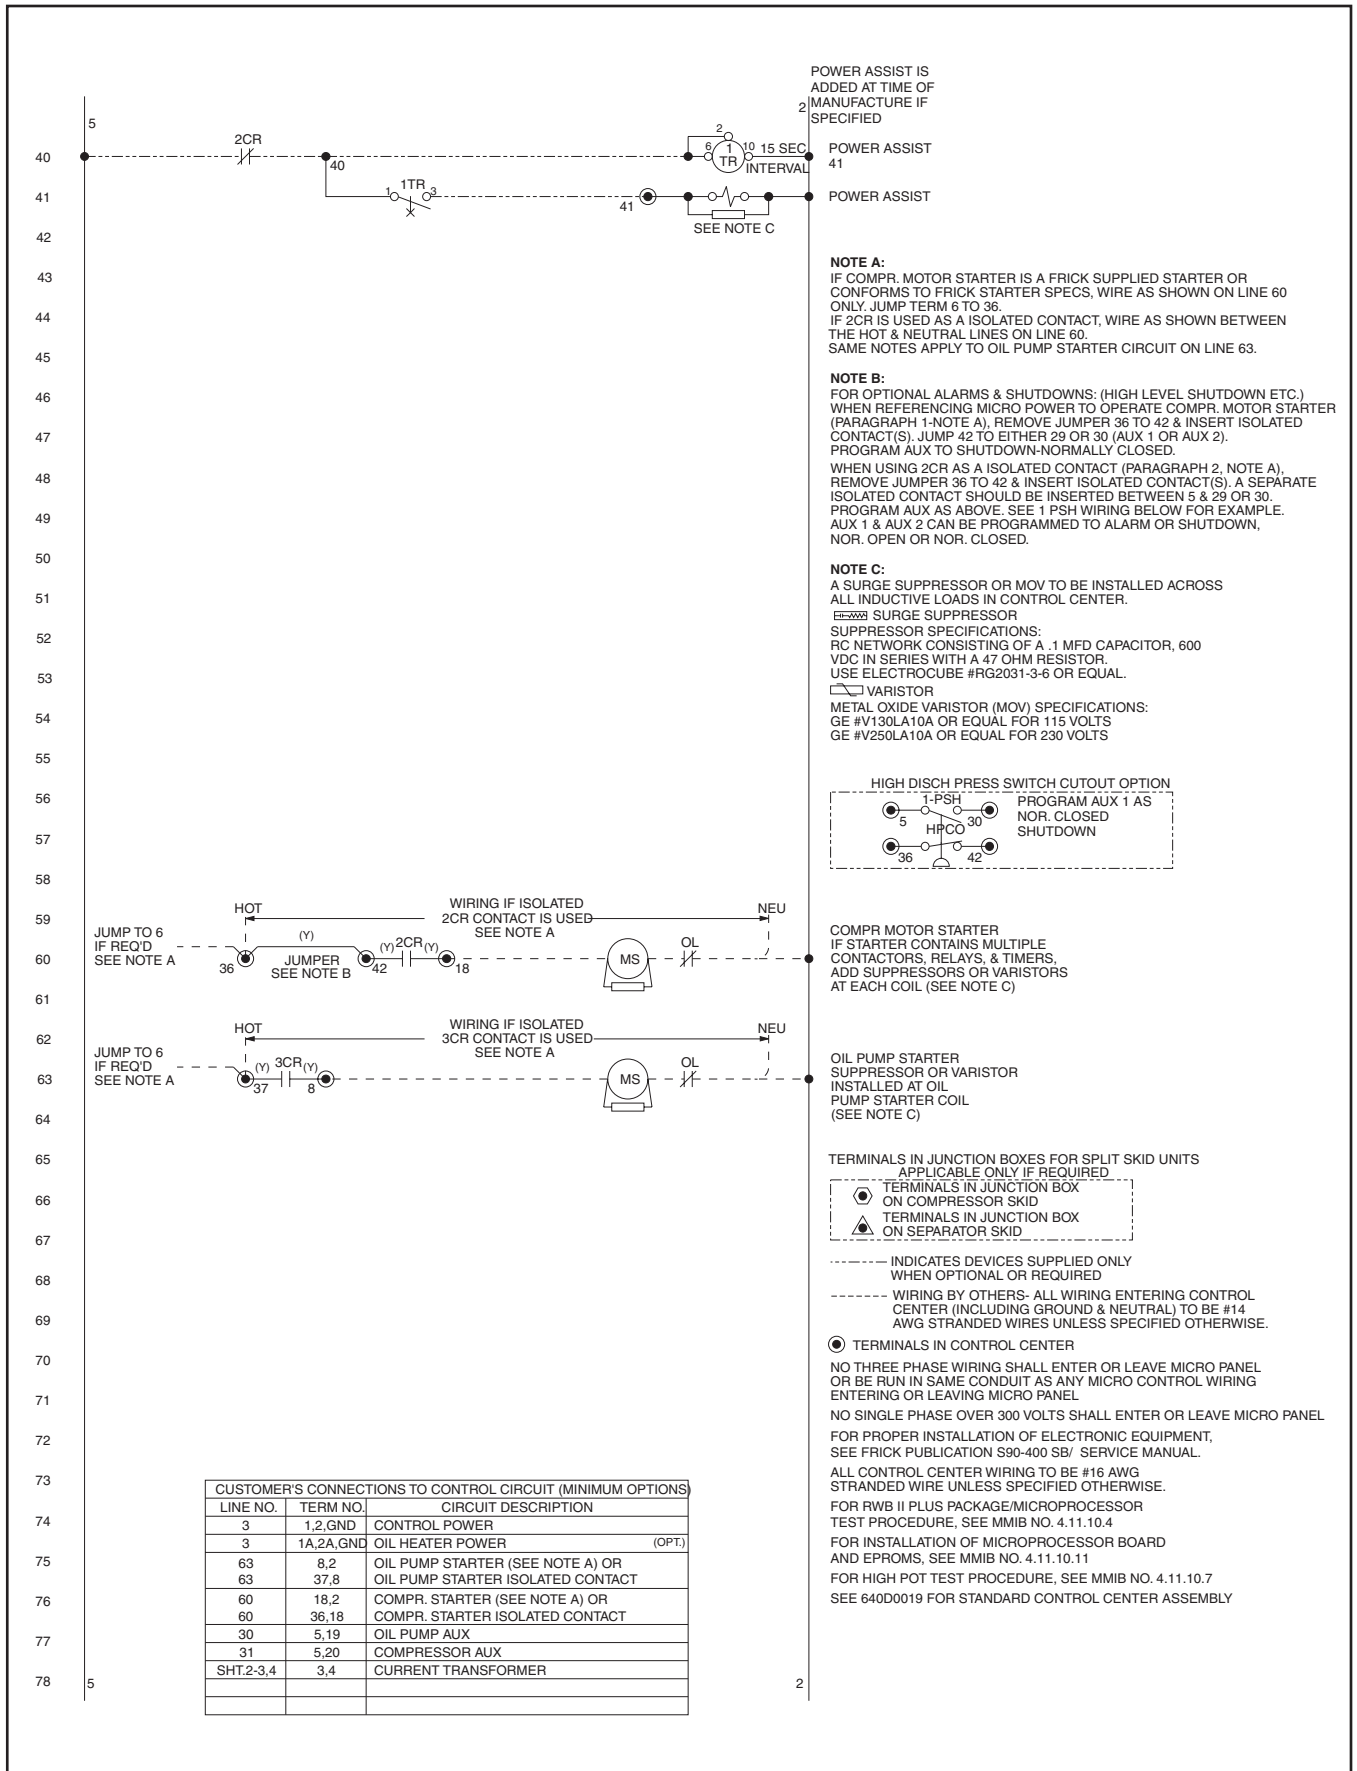 POWER ASSIST IS
ADDED AT TIME OF
MANUFACTURE IF
SPECIFIED
5
2
40
2CR
40
2
6
1
TR
10
15 SEC
INTERVAL
POWER ASSIST
41
41
1
1TR
3
41
SEE NOTE C
POWER ASSIST
42
43
44
45
46
47
48
49
50
51
52
53
54
55
56
57
58
NOTE A:
IF COMPR. MOTOR STARTER IS A FRICK SUPPLIED STARTER OR
CONFORMS TO FRICK STARTER SPECS, WIRE AS SHOWN ON LINE 60
ONLY. JUMP TERM 6 TO 36.
IF 2CR IS USED AS A ISOLATED CONTACT, WIRE AS SHOWN BETWEEN
THE HOT & NEUTRAL LINES ON LINE 60.
SAME NOTES APPLY TO OIL PUMP STARTER CIRCUIT ON LINE 63.
NOTE B:
FOR OPTIONAL ALARMS & SHUTDOWNS: (HIGH LEVEL SHUTDOWN ETC.)
WHEN REFERENCING MICRO POWER TO OPERATE COMPR. MOTOR STARTER
(PARAGRAPH 1-NOTE A), REMOVE JUMPER 36 TO 42 & INSERT ISOLATED
CONTACT(S). JUMP 42 TO EITHER 29 OR 30 (AUX 1 OR AUX 2).
PROGRAM AUX TO SHUTDOWN-NORMALLY CLOSED.
WHEN USING 2CR AS A ISOLATED CONTACT (PARAGRAPH 2, NOTE A),
REMOVE JUMPER 36 TO 42 & INSERT ISOLATED CONTACT(S). A SEPARATE
ISOLATED CONTACT SHOULD BE INSERTED BETWEEN 5 & 29 OR 30.
PROGRAM AUX AS ABOVE. SEE 1 PSH WIRING BELOW FOR EXAMPLE.
AUX 1 & AUX 2 CAN BE PROGRAMMED TO ALARM OR SHUTDOWN,
NOR. OPEN OR NOR. CLOSED.
NOTE C:
A SURGE SUPPRESSOR OR MOV TO BE INSTALLED ACROSS
ALL INDUCTIVE LOADS IN CONTROL CENTER.
SURGE SUPPRESSOR
SUPPRESSOR SPECIFICATIONS:
RC NETWORK CONSISTING OF A .1 MFD CAPACITOR, 600
VDC IN SERIES WITH A 47 OHM RESISTOR.
USE ELECTROCUBE #RG2031-3-6 OR EQUAL.
VARISTOR
METAL OXIDE VARISTOR (MOV) SPECIFICATIONS:
GE #V130LA10A OR EQUAL FOR 115 VOLTS
GE #V250LA10A OR EQUAL FOR 230 VOLTS
HIGH DISCH PRESS SWITCH CUTOUT OPTION
1-PSH
5
30
HPCO
36
42
PROGRAM AUX 1 AS
NOR. CLOSED
SHUTDOWN
59
HOT
WIRING IF ISOLATED
2CR CONTACT IS USED
SEE NOTE A
NEU
60
JUMP TO 6
IF REQ'D
SEE NOTE A
36
(Y)
JUMPER
SEE NOTE B
42
(Y)
2CR
(Y)
18
MS
OL
COMPR MOTOR STARTER
IF STARTER CONTAINS MULTIPLE
CONTACTORS, RELAYS, & TIMERS,
ADD SUPPRESSORS OR VARISTORS
AT EACH COIL (SEE NOTE C)
61
62
HOT
WIRING IF ISOLATED
3CR CONTACT IS USED
SEE NOTE A
NEU
63
JUMP TO 6
IF REQ'D
SEE NOTE A
37
(Y)
3CR
(Y)
8
MS
OL
OIL PUMP STARTER
SUPPRESSOR OR VARISTOR
INSTALLED AT OIL
PUMP STARTER COIL
(SEE NOTE C)
64
65
66
67
68
69
70
71
72
TERMINALS IN JUNCTION BOXES FOR SPLIT SKID UNITS
APPLICABLE ONLY IF REQUIRED
TERMINALS IN JUNCTION BOX
ON COMPRESSOR SKID
TERMINALS IN JUNCTION BOX
ON SEPARATOR SKID
INDICATES DEVICES SUPPLIED ONLY
WHEN OPTIONAL OR REQUIRED
WIRING BY OTHERS- ALL WIRING ENTERING CONTROL
CENTER (INCLUDING GROUND & NEUTRAL) TO BE #14
AWG STRANDED WIRES UNLESS SPECIFIED OTHERWISE.
TERMINALS IN CONTROL CENTER
NO THREE PHASE WIRING SHALL ENTER OR LEAVE MICRO PANEL
OR BE RUN IN SAME CONDUIT AS ANY MICRO CONTROL WIRING
ENTERING OR LEAVING MICRO PANEL
NO SINGLE PHASE OVER 300 VOLTS SHALL ENTER OR LEAVE MICRO PANEL
FOR PROPER INSTALLATION OF ELECTRONIC EQUIPMENT,
SEE FRICK PUBLICATION S90-400 SB/ SERVICE MANUAL.
ALL CONTROL CENTER WIRING TO BE #16 AWG
STRANDED WIRE UNLESS SPECIFIED OTHERWISE.
FOR RWB II PLUS PACKAGE/MICROPROCESSOR
TEST PROCEDURE, SEE MMIB NO. 4.11.10.4
FOR INSTALLATION OF MICROPROCESSOR BOARD
AND EPROMS, SEE MMIB NO. 4.11.10.11
FOR HIGH POT TEST PROCEDURE, SEE MMIB NO. 4.11.10.7
SEE 640D0019 FOR STANDARD CONTROL CENTER ASSEMBLY
73
74
75
76
77
78
CUSTOMER'S CONNECTIONS TO CONTROL CIRCUIT (MINIMUM OPTIONS)
LINE NO. TERM NO. CIRCUIT DESCRIPTION
3 1,2,GND CONTROL POWER
3 1A,2A,GND OIL HEATER POWER (OPT.)
63 8,2 OIL PUMP STARTER (SEE NOTE A) OR
63 37,8 OIL PUMP STARTER ISOLATED CONTACT
60 18,2 COMPR. STARTER (SEE NOTE A) OR
60 36,18 COMPR. STARTER ISOLATED CONTACT
30 5,19 OIL PUMP AUX
31 5,20 COMPRESSOR AUX
SHT.2-3,4 3,4 CURRENT TRANSFORMER
5
2